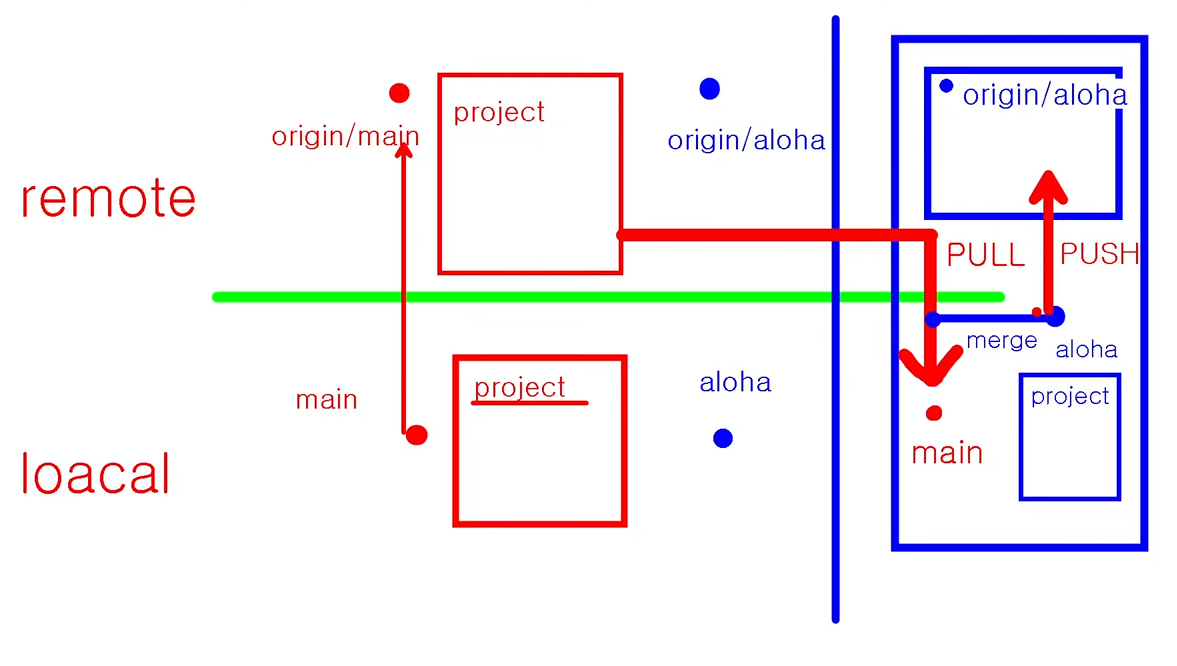 project
origin/main
origin/aloha
origin/aloha
remote
PULL
PUSH
merge
aloha
main
project
aloha
project
main
loacal